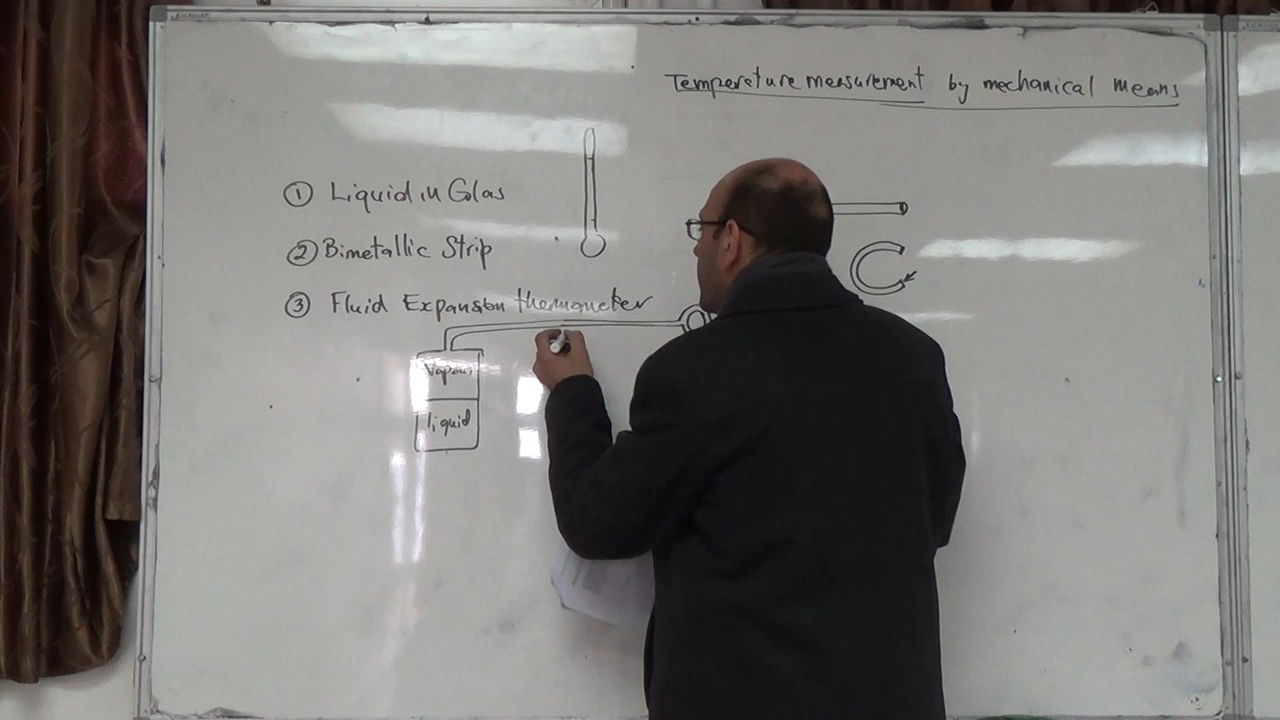 Temperature measurement by mechanical means
① Liquid in Glas
② Bimetallic Strip
③ Fluid Expansion thermometer
Vapour
liquid